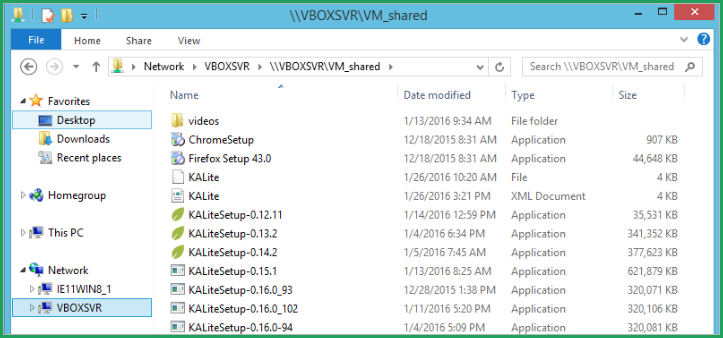 \\VBOXSVR\VM_shared
File Home Share View
Network VBOXSVR \\VBOXSVR\VM_shared Search \\VBOXSVR\VM_shared
Name Date modified Type Size
Favorites
Desktop
Downloads
Recent places
Homegroup
This PC
Network
IE11WIN8_1
VBOXSVR
videos 1/13/2016 9:34 AM File folder
ChromeSetup 12/18/2015 8:31 AM Application 907 KB
Firefox Setup 43.0 12/18/2015 8:31 AM Application 44,648 KB
KALite 1/26/2016 10:20 AM File 4 KB
KALite 1/26/2016 3:21 PM XML Document 4 KB
KALiteSetup-0.12.11 1/14/2016 12:59 PM Application 35,531 KB
KALiteSetup-0.13.2 1/4/2016 6:34 PM Application 341,352 KB
KALiteSetup-0.14.2 1/5/2016 7:45 AM Application 377,623 KB
KALiteSetup-0.15.1 1/13/2016 8:25 AM Application 621,879 KB
KALiteSetup-0.16.0_93 12/28/2015 1:38 PM Application 320,071 KB
KALiteSetup-0.16.0_102 1/11/2016 5:20 PM Application 320,106 KB
KALiteSetup-0.16.0-94 1/4/2016 5:09 PM Application 320,081 KB